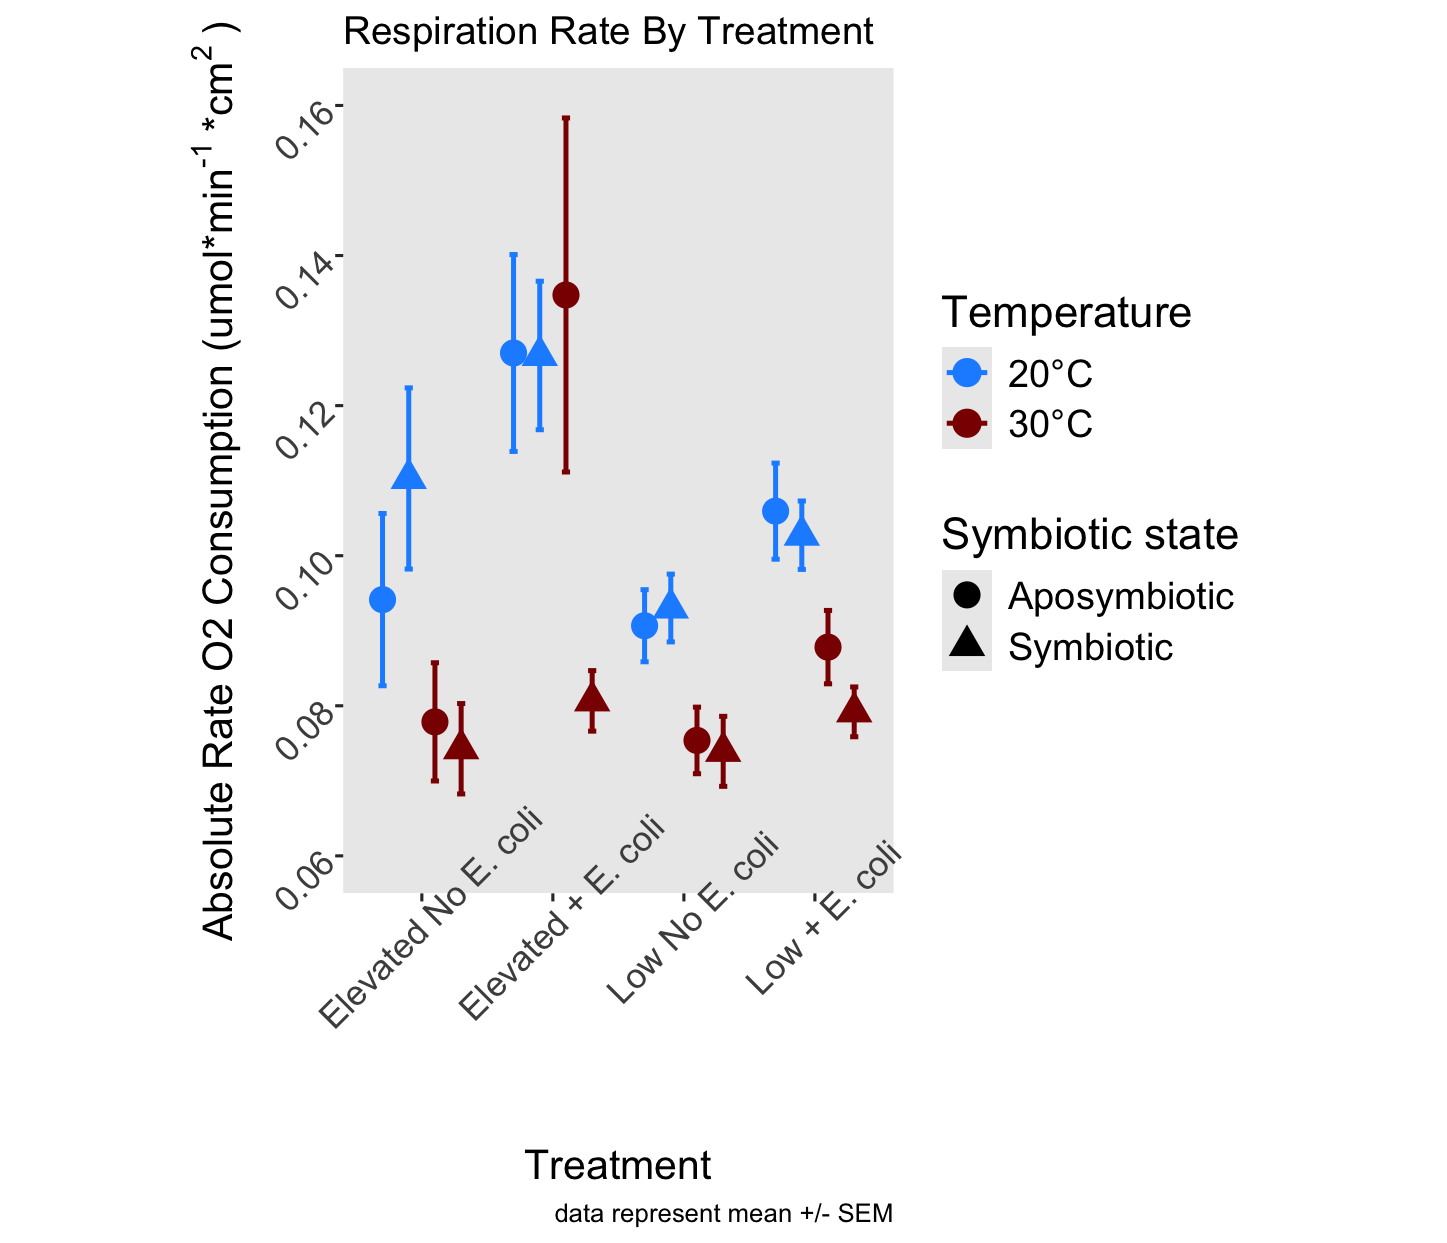 Respiration Rate By Treatment
Absolute Rate O2 Consumption (umol*min-1 *cm2 )
0.16
0.14
0.12
0.10
0.08
0.06
Elevated No E. coli
Elevated + E. coli
Low No E. coli
Low + E. coli
Treatment
data represent mean +/- SEM
Temperature
20°C
30°C
Symbiotic state
Aposymbiotic
Symbiotic